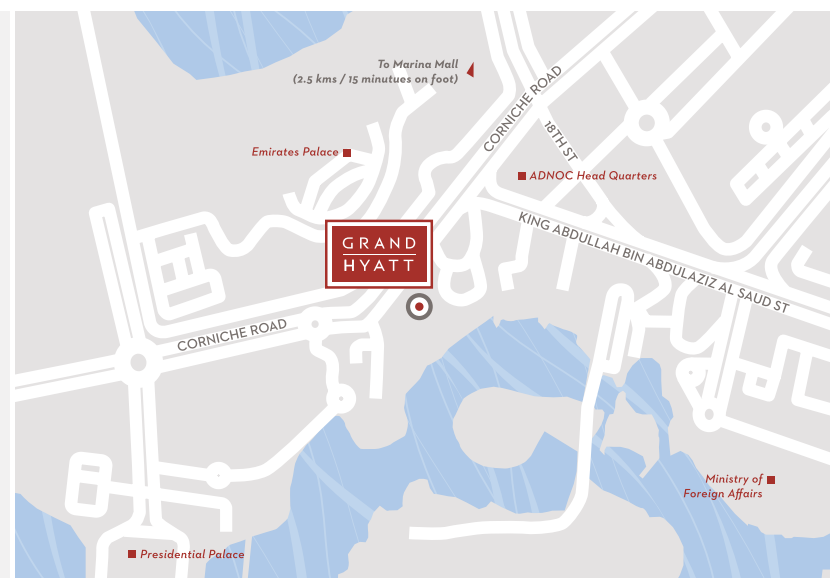 To Marina Mall
(2.5 kms / 15 minutues on foot)
CORNICHE ROAD
18TH ST
Emirates Palace
ADNOC Head Quarters
KING ABDULLAH BIN ABDULAZIZ AL SAUD ST
GRAND
HYATT
CORNICHE ROAD
Ministry of
Foreign Affairs
Presidential Palace